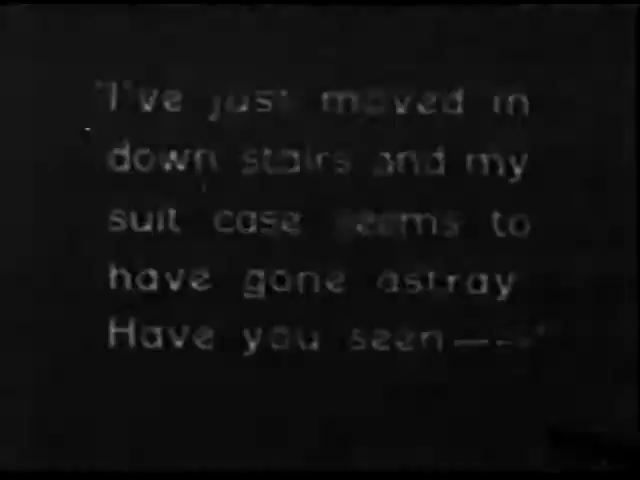 "I've just moved in
down stairs and my
suit case seems to
have gone astray
Have you seen ——"